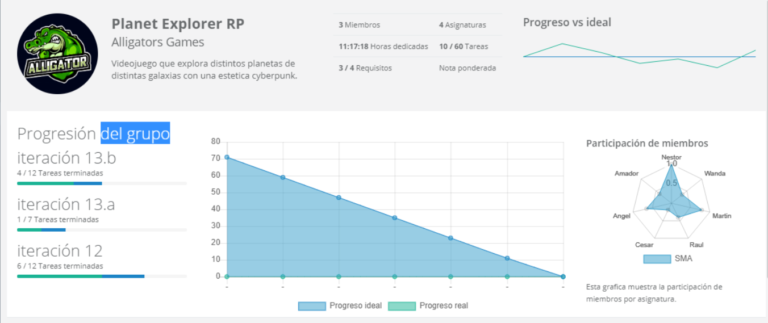 ALLIGATOR
Planet Explorer RP
Alligators Games
Videojuego que explora distintos planetas de
distintas galaxias con una estetica cyberpunk.
3 Miembros
4 Asignaturas
11:17:18 Horas dedicadas
10 / 60 Tareas
3 / 4 Requisitos
Nota ponderada
Progreso vs ideal
Progresión del grupo
iteración 13.b
4 / 12 Tareas terminadas
iteración 13.a
1 / 7 Tareas terminadas
iteración 12
6 / 12 Tareas terminadas
80
70
60
50
40
30
20
10
0
- - - - - - -
Progreso ideal
Progreso real
Participación de miembros
Nestor
1.0
Amador
Wanda
0.5
Angel
Martin
Cesar
Raul
SMA
Esta grafica muestra la participación de
miembros por asignatura.